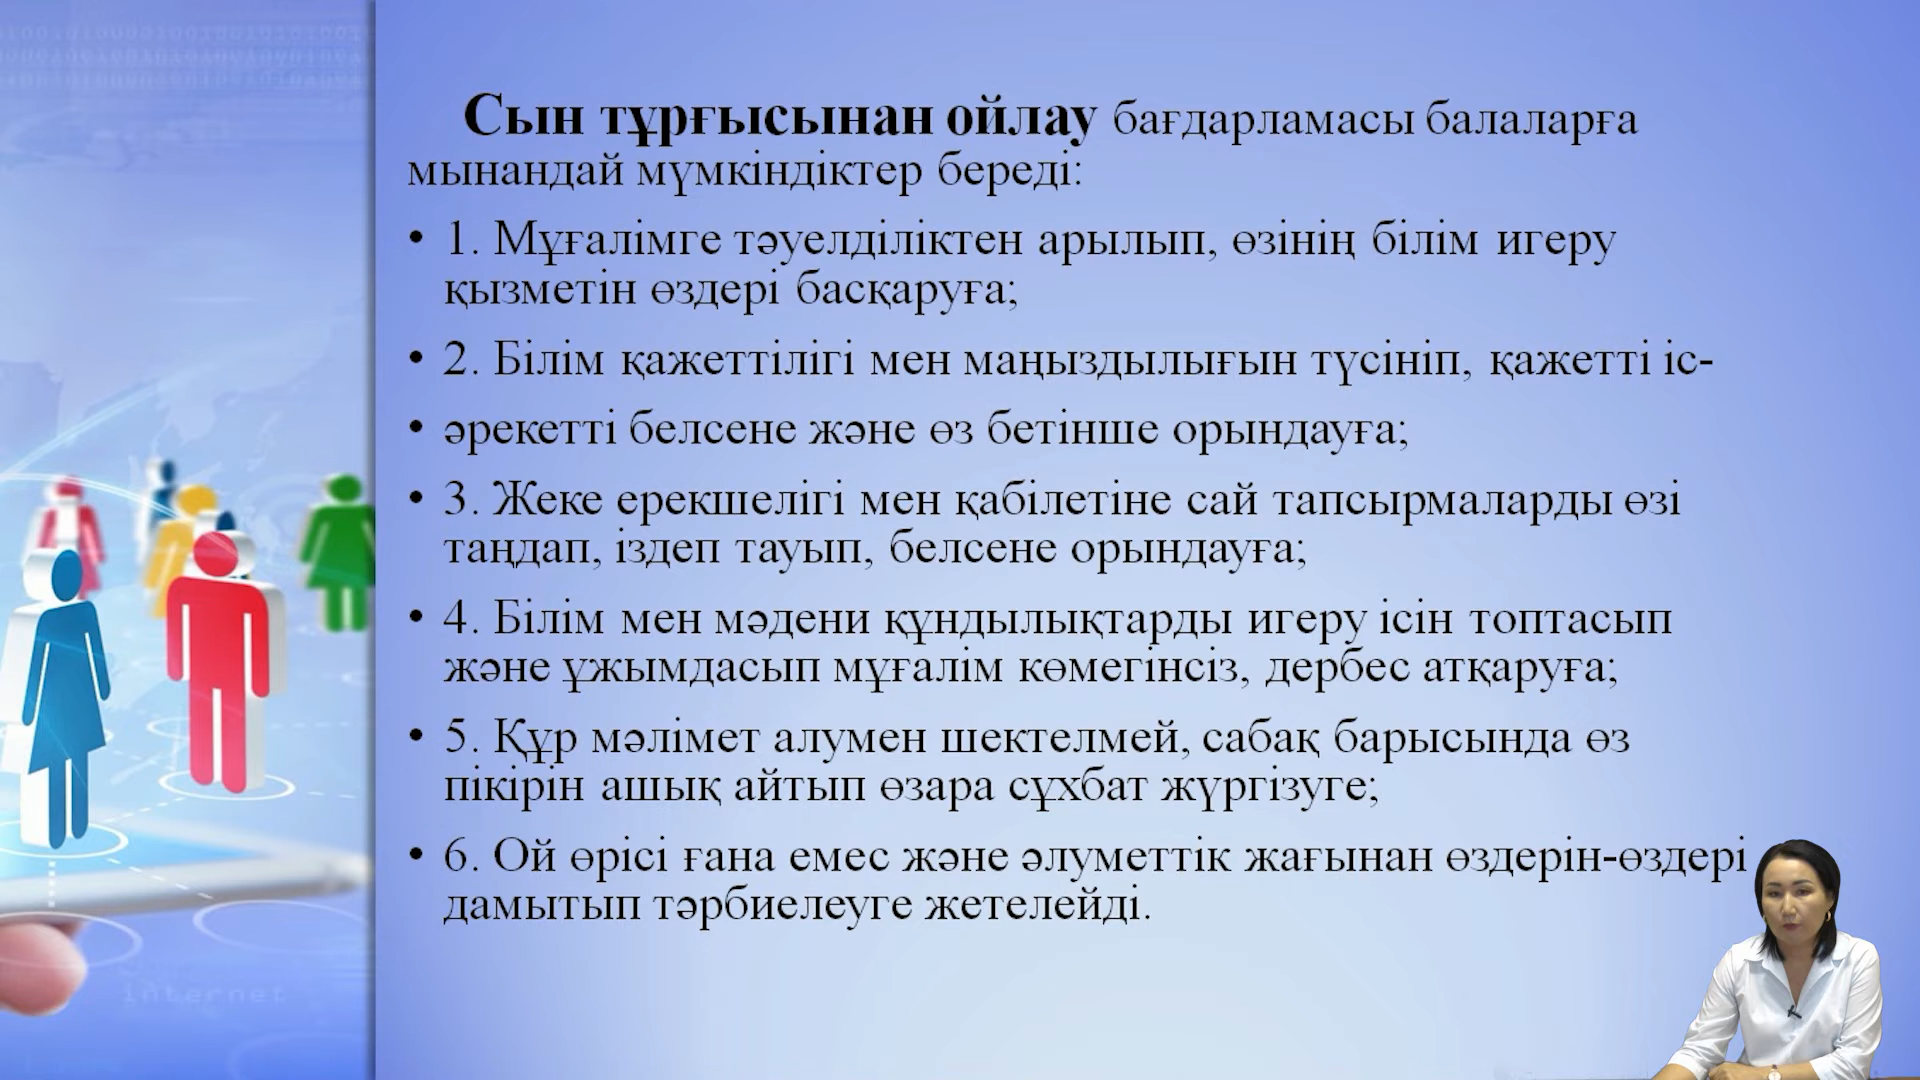 Сын тұрғысынан ойлау бағдарламасы балаларға
мынандай мүмкіндіктер береді:
• 1. Мұғалімге тәуелділіктен арылып, өзінің білім игеру
қызметін өздері басқаруға;
• 2. Білім қажеттілігі мен маңыздылығын түсініп, қажетті іс-
• әрекетті белсене және өз бетінше орындауға;
• 3. Жеке ерекшелігі мен қабілетіне сай тапсырмаларды өзі
таңдап, іздеп тауып, белсене орындауға;
• 4. Білім мен мәдени құндылықтарды игеру ісін топтасып
және ұжымдасып мұғалім көмегінсіз, дербес атқаруға;
• 5. Құр мәлімет алумен шектелмей, сабақ барысында өз
пікірін ашық айтып өзара сұхбат жүргізуге;
• 6. Ой өрісі ғана емес және әлуметтік жағынан өздерін-өздері
дамытып тәрбиелеуге жетелейді.
internet